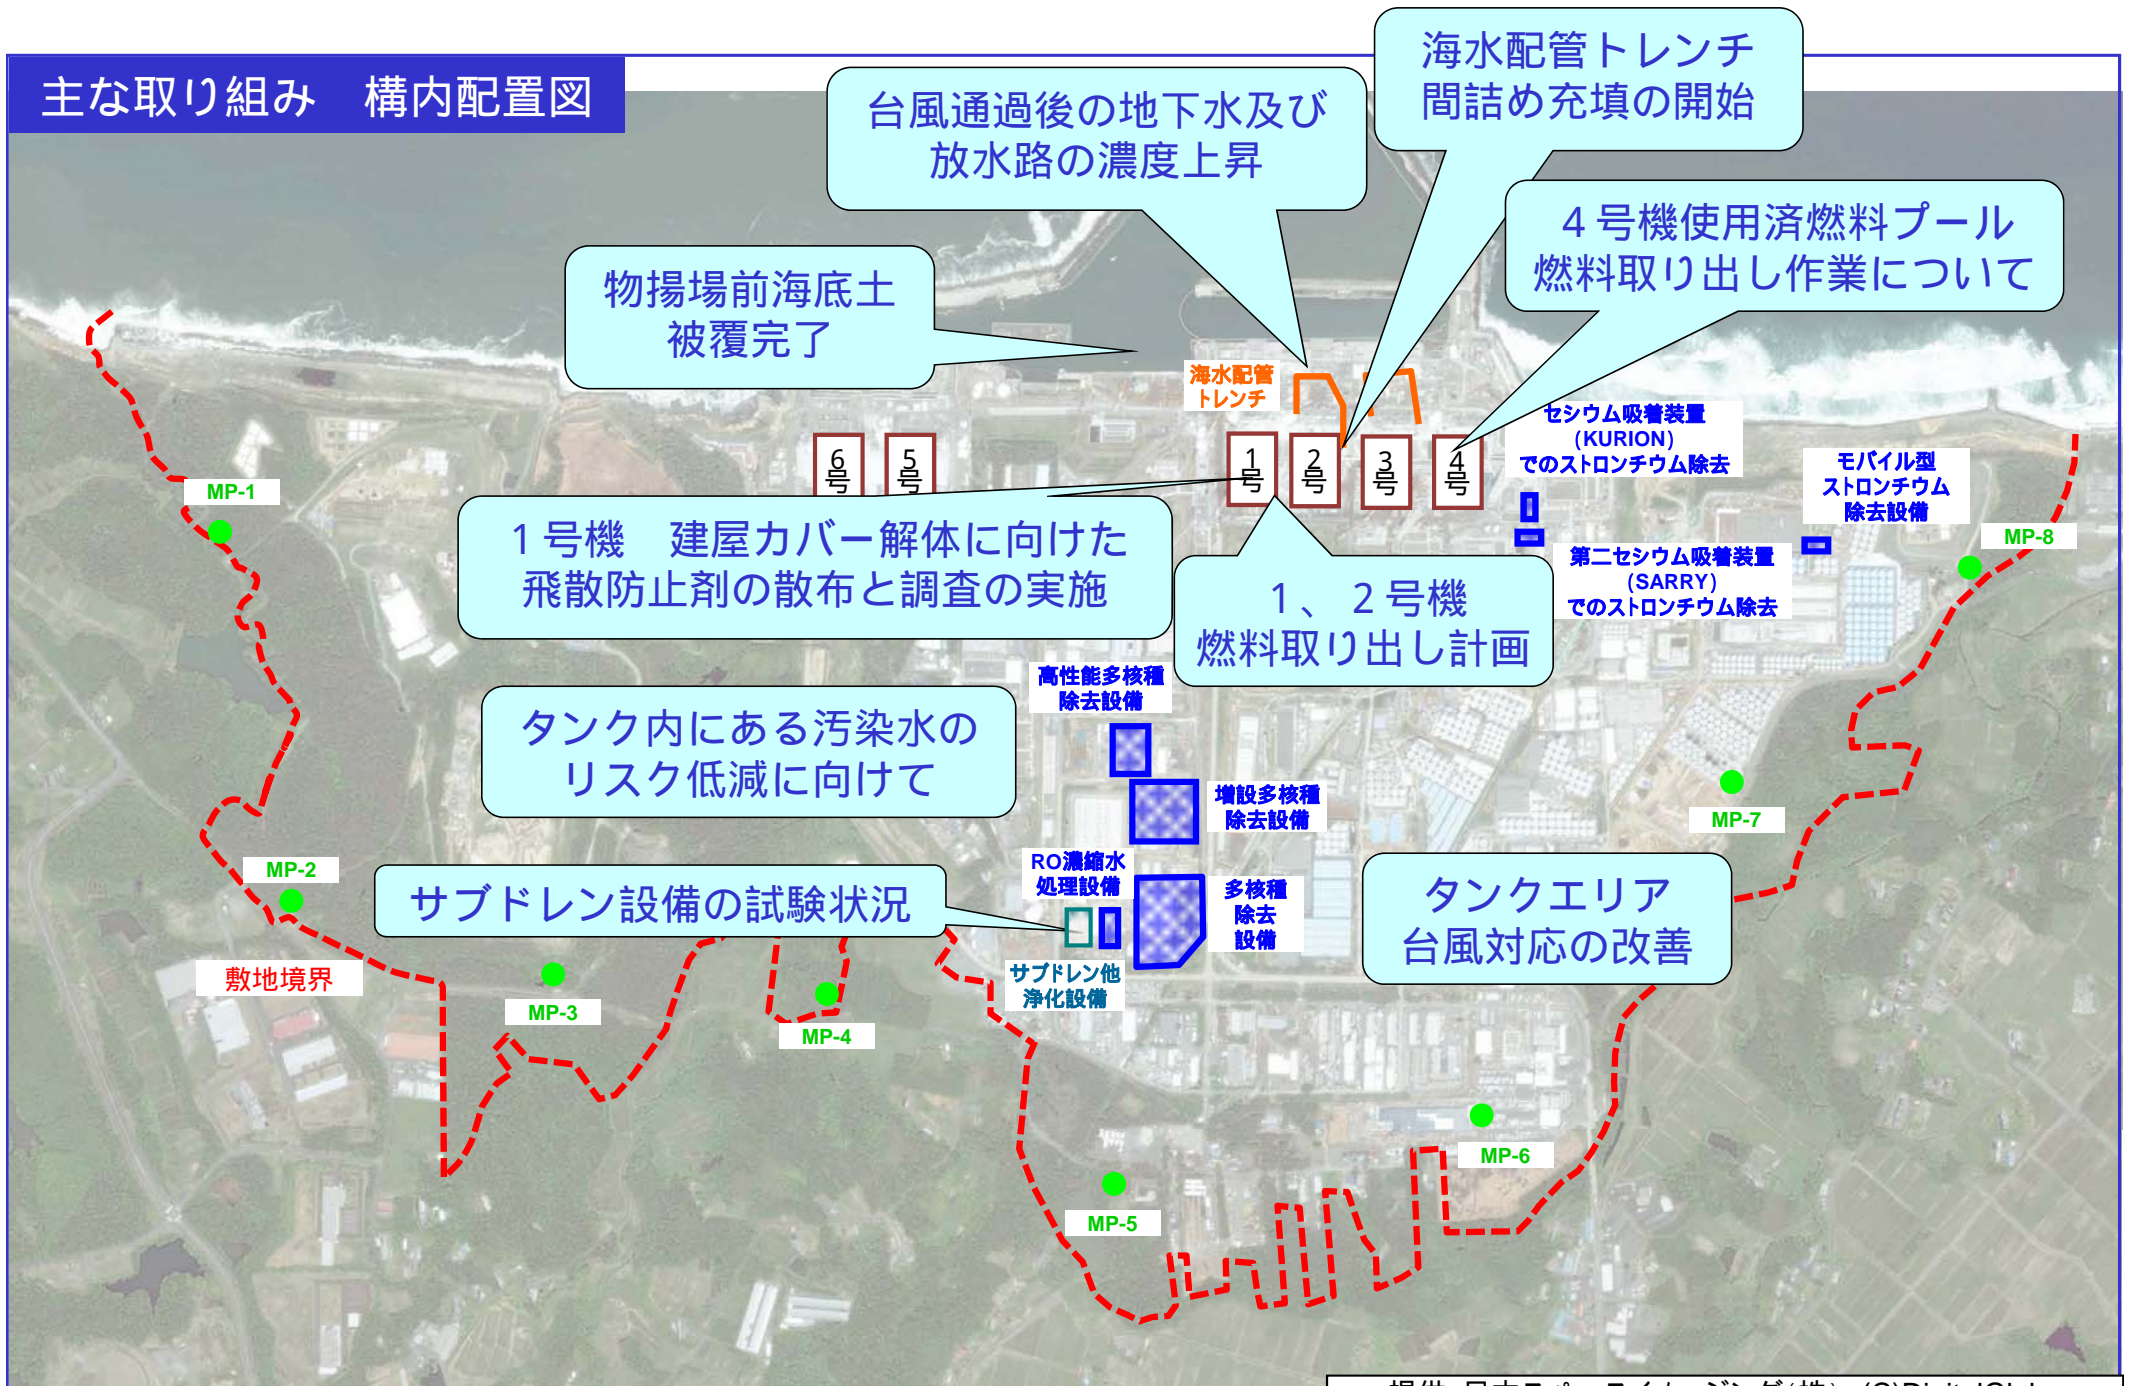 主な取り組み　構内配置図
海水配管トレンチ
間詰め充填の開始
台風通過後の地下水及び
放水路の濃度上昇
4号機使用済燃料プール
燃料取り出し作業について
物揚場前海底土
被覆完了
海水配管
トレンチ
セシウム吸着装置
(KURION)
でのストロンチウム除去
モバイル型
ストロンチウム
除去設備
6
号
5
号
1
号
2
号
3
号
4
号
MP-1
MP-8
1号機　建屋カバー解体に向けた
飛散防止剤の散布と調査の実施
第二セシウム吸着装置
(SARRY)
でのストロンチウム除去
1、2号機
燃料取り出し計画
高性能多核種
除去設備
タンク内にある汚染水の
リスク低減に向けて
増設多核種
除去設備
MP-7
MP-2
RO濃縮水
処理設備
サブドレン設備の試験状況
多核種
除去
設備
タンクエリア
台風対応の改善
敷地境界
サブドレン他
浄化設備
MP-3
MP-4
MP-6
MP-5